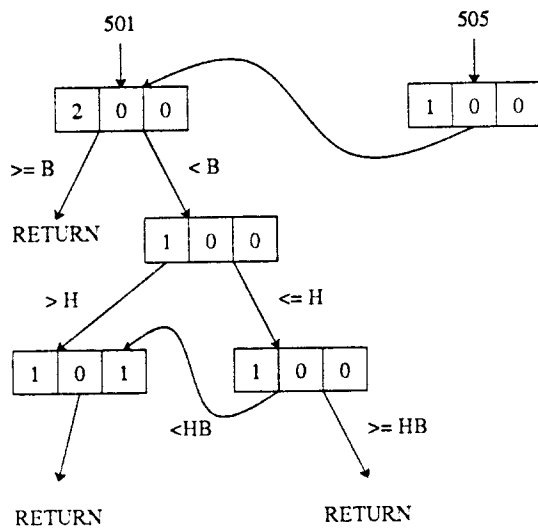 501 505
2 0 0 1 0 0
>= B < B
RETURN
1 0 0
> H <= H
1 0 1 1 0 0
<HB >= HB
RETURN RETURN